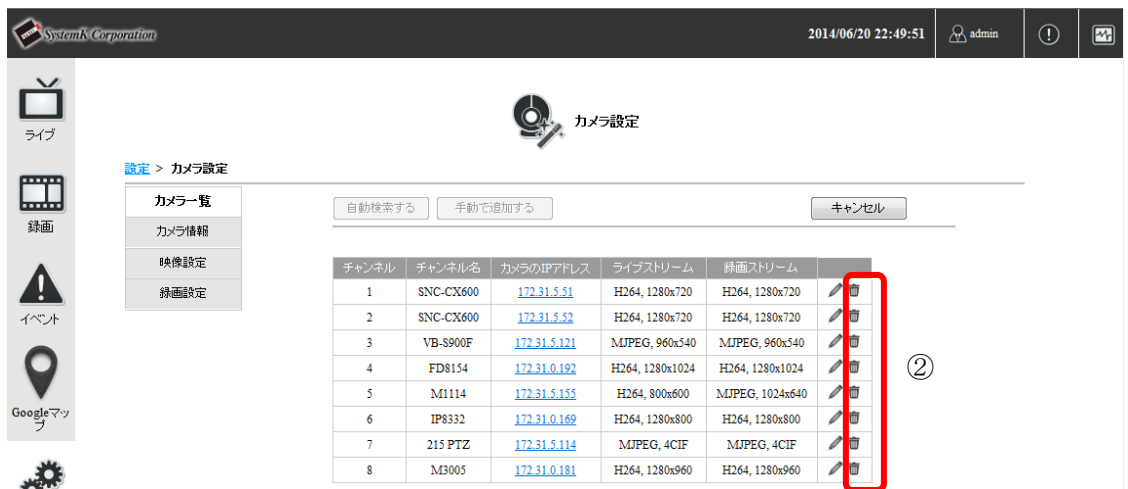 SystemK Corporation
2014/06/20 22:49:51
admin
ライブ
録画
イベント
Googleマッ
プ
カメラ設定
設定 > カメラ設定
カメラ一覧
カメラ情報
映像設定
録画設定
自動検索する 手動で追加する キャンセル
チャンネル チャンネル名 カメラのIPアドレス ライブストリーム 録画ストリーム
1 SNC-CX600 172.31.5.51 H264, 1280x720 H264, 1280x720
2 SNC-CX600 172.31.5.52 H264, 1280x720 H264, 1280x720
3 VB-S900F 172.31.5.121 MJPEG, 960x540 MJPEG, 960x540
4 FD8154 172.31.0.192 H264, 1280x1024 H264, 1280x1024
5 M1114 172.31.5.155 H264, 800x600 MJPEG, 1024x640
6 IP8332 172.31.0.169 H264, 1280x800 H264, 1280x800
7 215 PTZ 172.31.5.114 MJPEG, 4CIF MJPEG, 4CIF
8 M3005 172.31.0.181 H264, 1280x960 H264, 1280x960
②